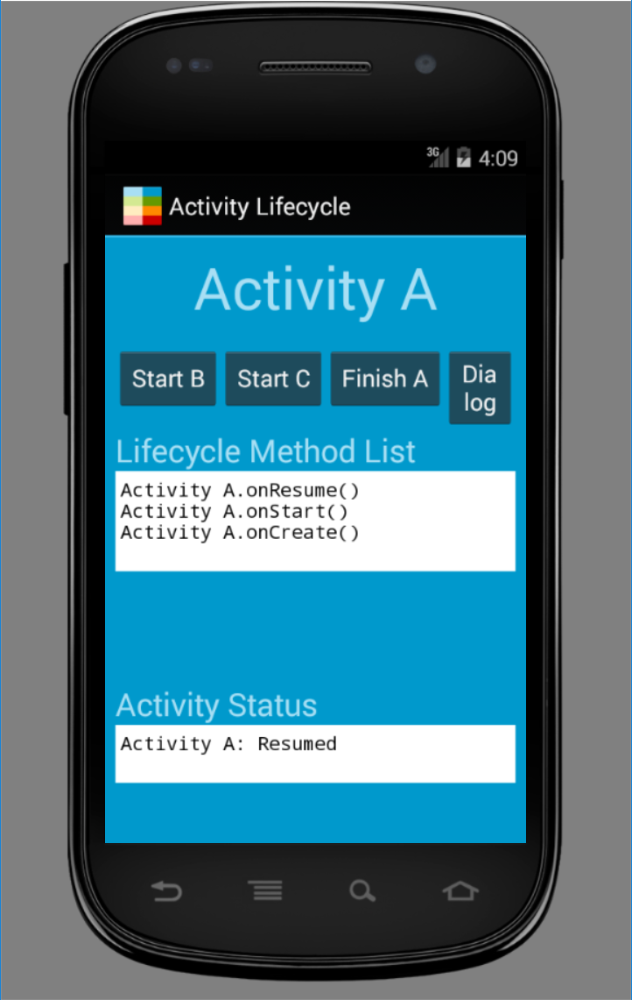 3G 4:09
Activity Lifecycle
Activity A
Start B Start C Finish A Dia
log
Lifecycle Method List
Activity A.onResume()
Activity A.onStart()
Activity A.onCreate()
Activity Status
Activity A: Resumed